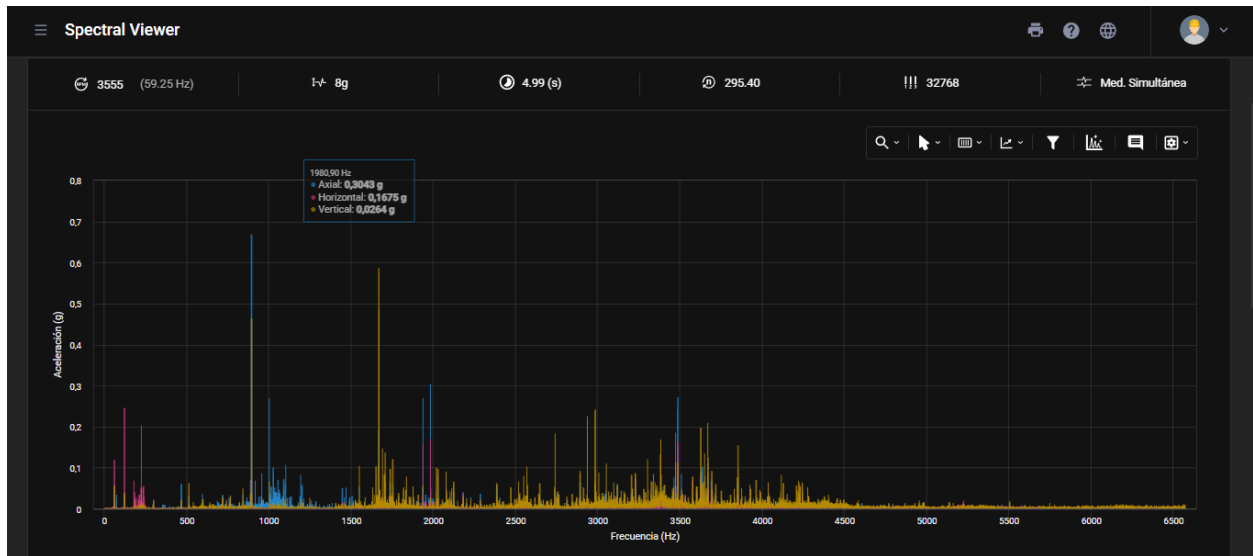 Spectral Viewer
3555 (59.25 Hz) 8g 4.99 (s) 295.40 32768 Med. Simultánea
1980,90 Hz
Axial: 0,3043 g
Horizontal: 0,1675 g
Vertical: 0,0264 g
0,8
0,7
0,6
0,5
0,4
0,3
0,2
0,1
0
Aceleración (g)
0 500 1000 1500 2000 2500 3000 3500 4000 4500 5000 5500 6000 6500
Frecuencia (Hz)